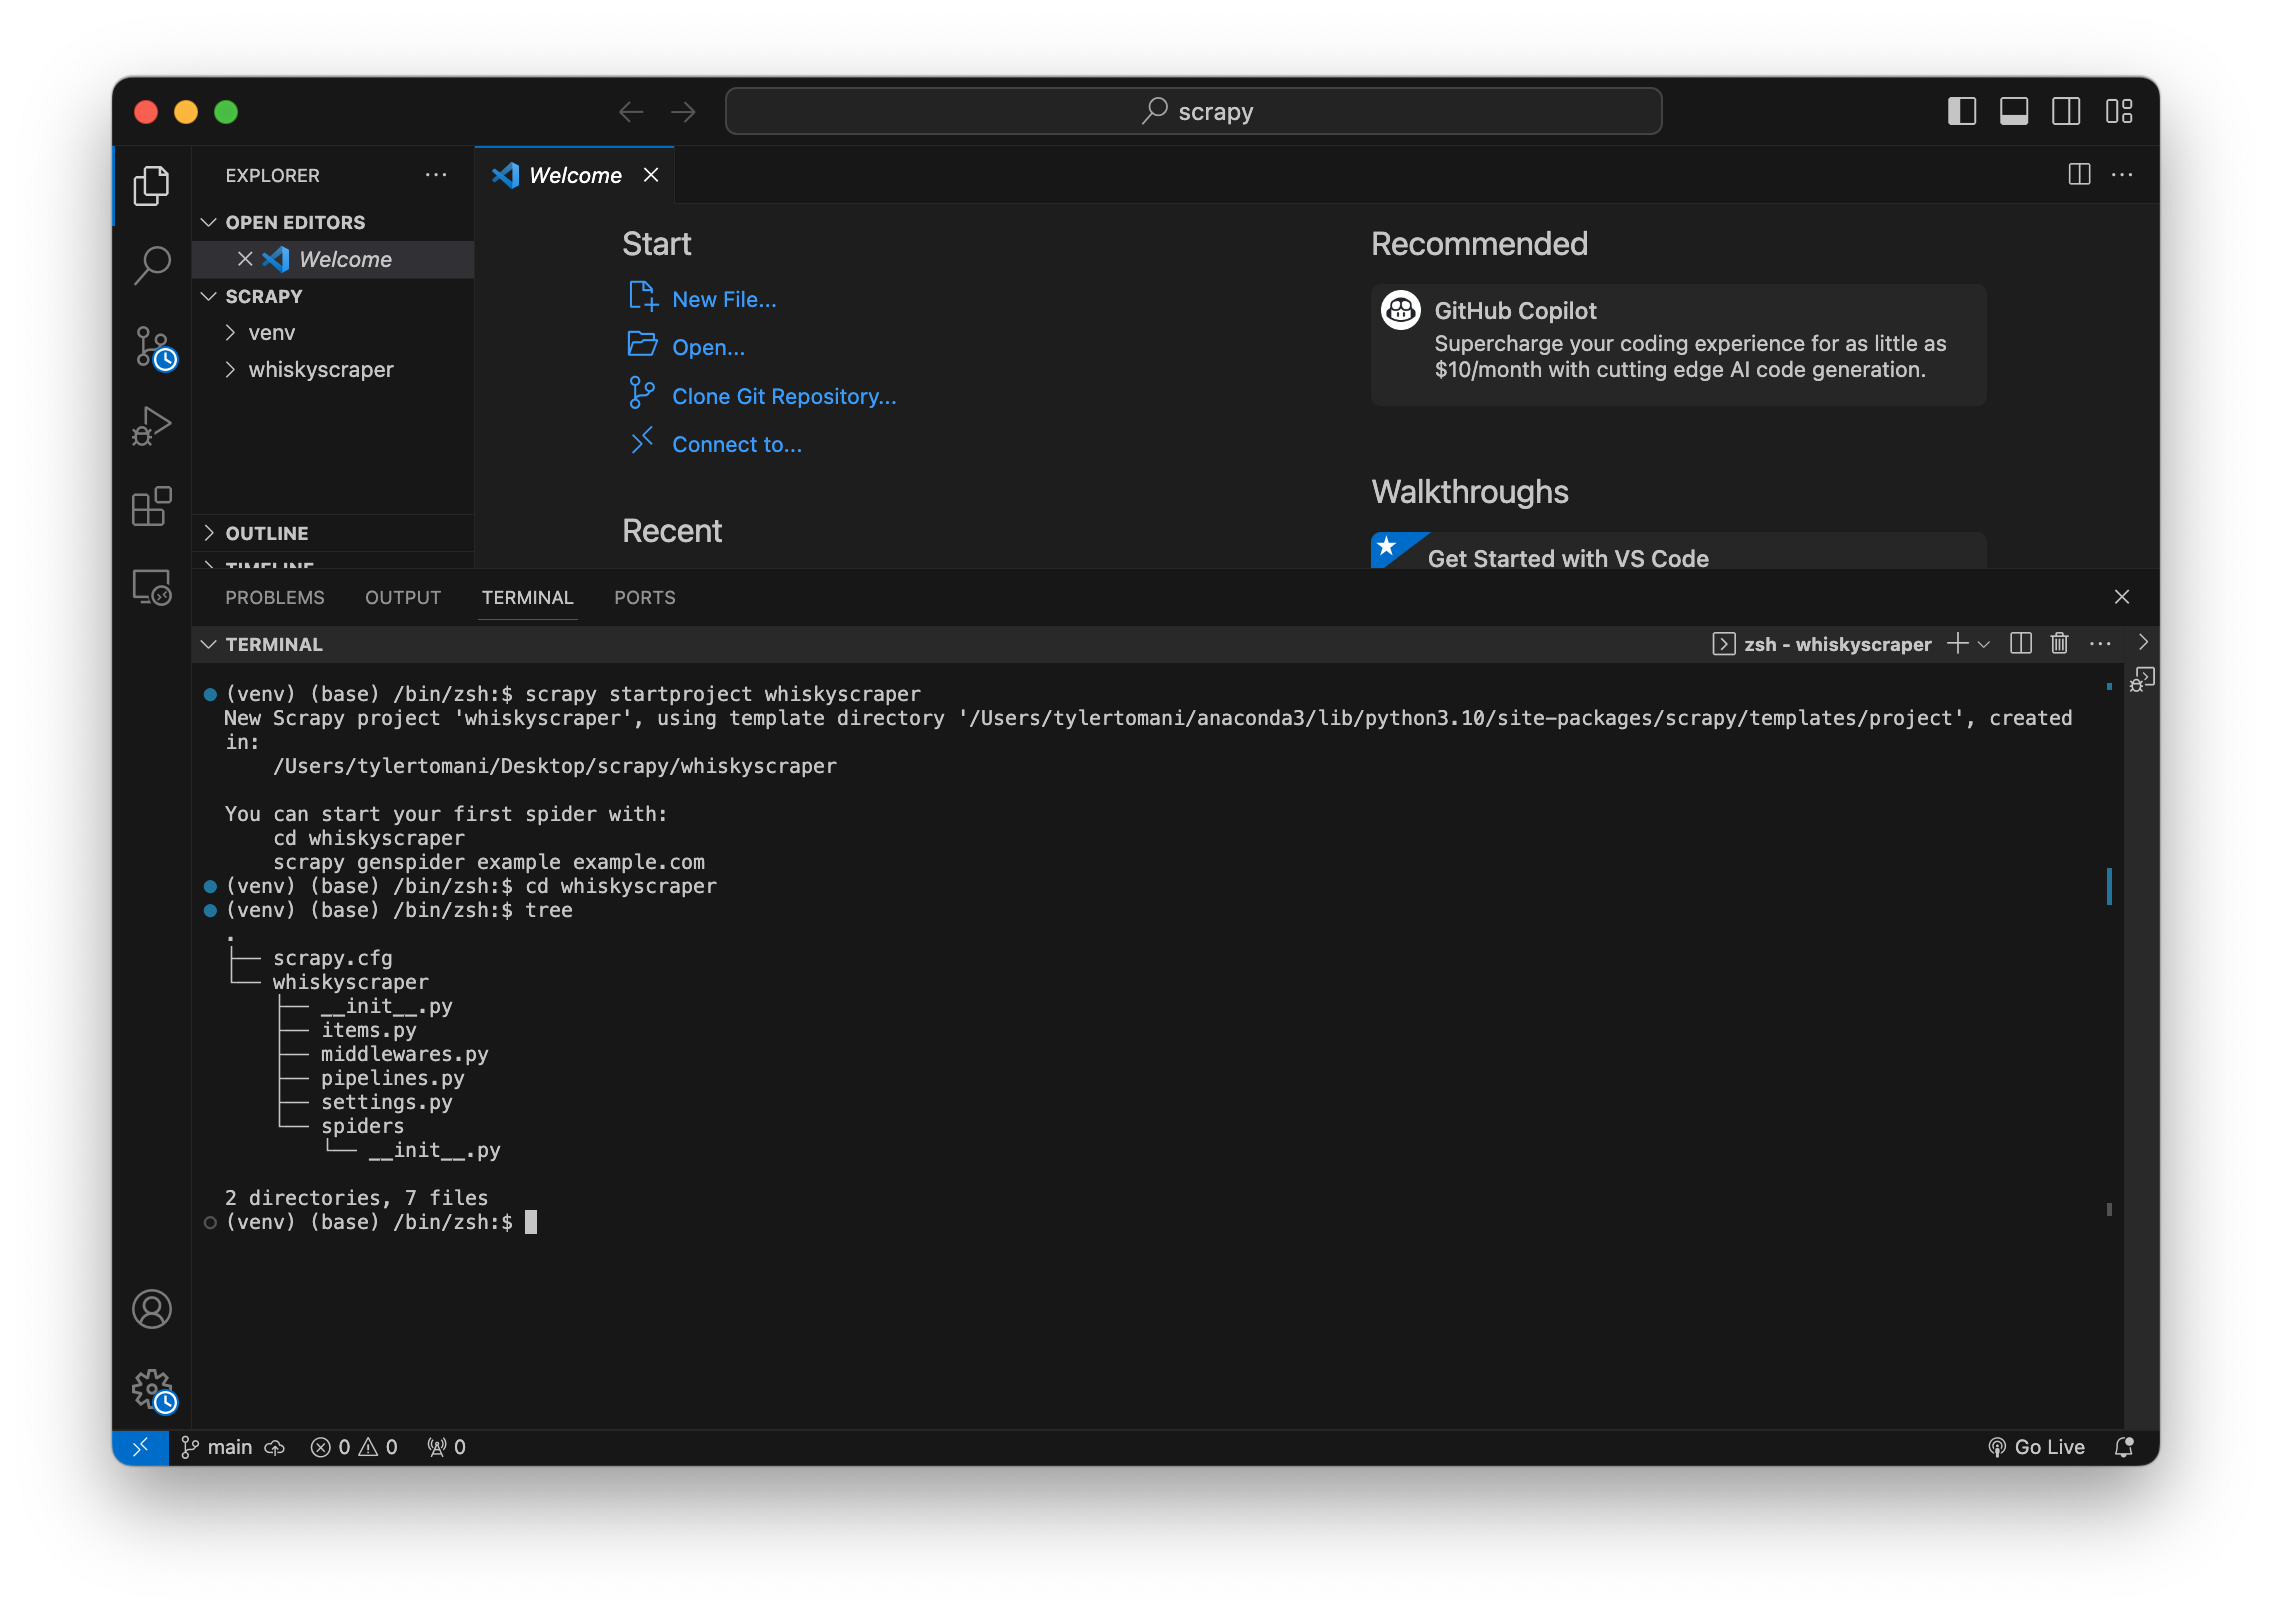 scrapy
EXPLORER
Welcome
OPEN EDITORS
Welcome
SCRAPY
venv
whiskyscraper
OUTLINE
TIMELINE
Start
New File...
Open...
Clone Git Repository...
Connect to...
Recent
Recommended
GitHub Copilot
Supercharge your coding experience for as little as
$10/month with cutting edge AI code generation.
Walkthroughs
Get Started with VS Code
PROBLEMS OUTPUT TERMINAL PORTS
TERMINAL
zsh - whiskyscraper
(venv) (base) /bin/zsh:$ scrapy startproject whiskyscraper
New Scrapy project 'whiskyscraper', using template directory '/Users/tylertomani/anaconda3/lib/python3.10/site-packages/scrapy/templates/project', created
in:
    /Users/tylertomani/Desktop/scrapy/whiskyscraper
You can start your first spider with:
    cd whiskyscraper
    scrapy genspider example example.com
(venv) (base) /bin/zsh:$ cd whiskyscraper
(venv) (base) /bin/zsh:$ tree
.
├── scrapy.cfg
└── whiskyscraper
    ├── __init__.py
    ├── items.py
    ├── middlewares.py
    ├── pipelines.py
    ├── settings.py
    └── spiders
        └── __init__.py
2 directories, 7 files
(venv) (base) /bin/zsh:$
main 0 0 0 Go Live